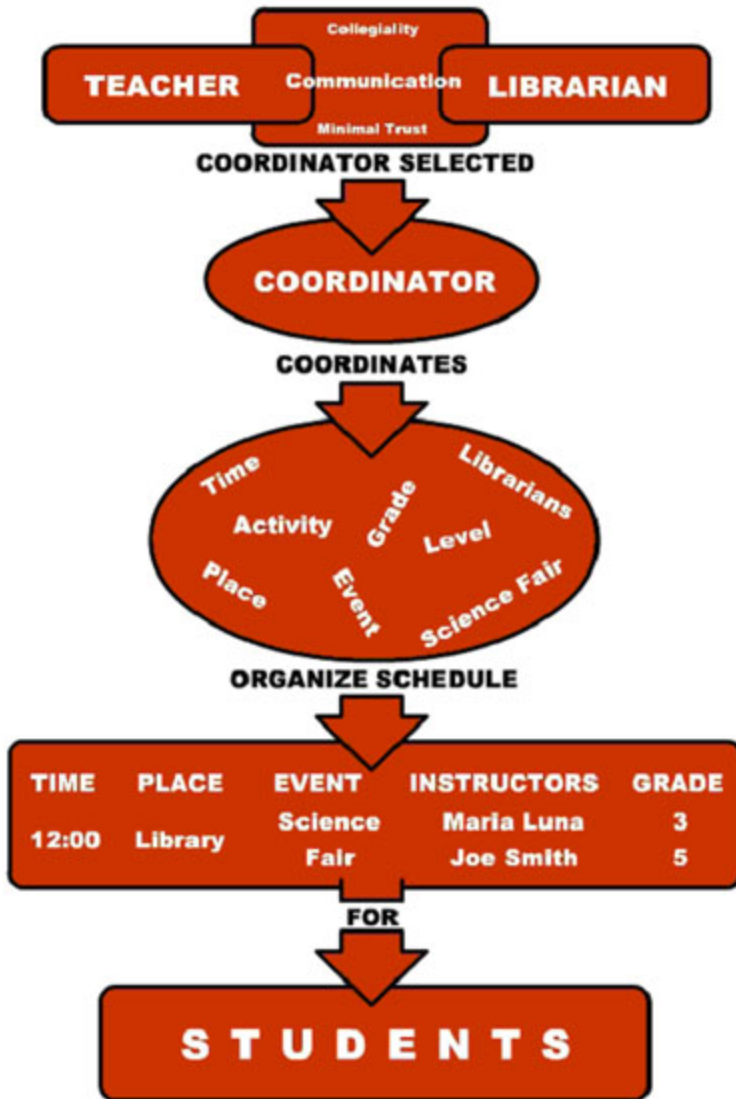 Collegiality
TEACHER
Communication
LIBRARIAN
Minimal Trust
COORDINATOR SELECTED
COORDINATOR
COORDINATES
Time
Librarians
Activity
Grade
Level
Place
Event
Science Fair
ORGANIZE SCHEDULE
TIME PLACE EVENT INSTRUCTORS GRADE
12:00 Library
Science Maria Luna 3
Fair Joe Smith 5
FOR
STUDENTS